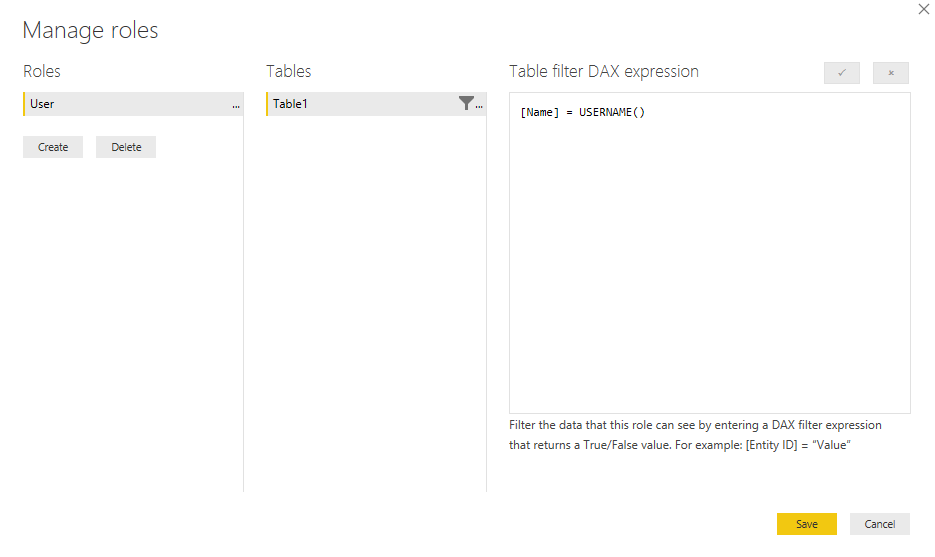 Manage roles
Roles
Tables
Table filter DAX expression
User
...
Table1
...
[Name] = USERNAME()
Create
Delete
Filter the data that this role can see by entering a DAX filter expression
that returns a True/False value. For example: [Entity ID] = “Value”
Save
Cancel